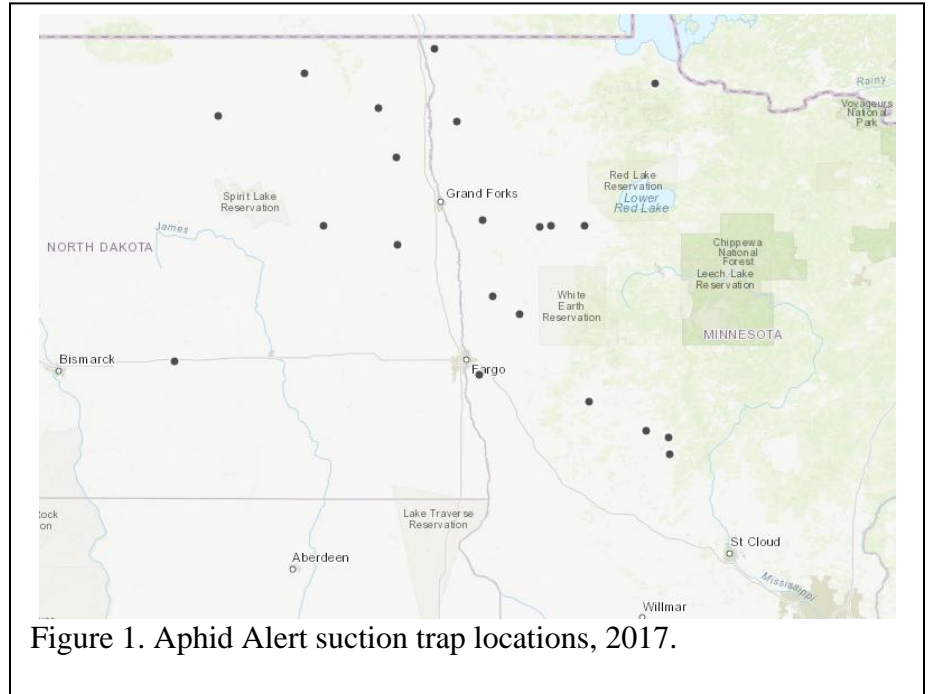 Rainy
Voyageurs
National
Park
Red Lake
Reservation
Lower
Red Lake
Grand Forks
Spirit Lake
Reservation
James
NORTH DAKOTA
Chippewa
National
Forest
Leech Lake
Reservation
White
Earth
Reservation
MINNESOTA
Bismarck
Fargo
Lake Traverse
Reservation
ock
on
St Cloud
Aberdeen
Mississippi
Willmar
Figure 1. Aphid Alert suction trap locations, 2017.